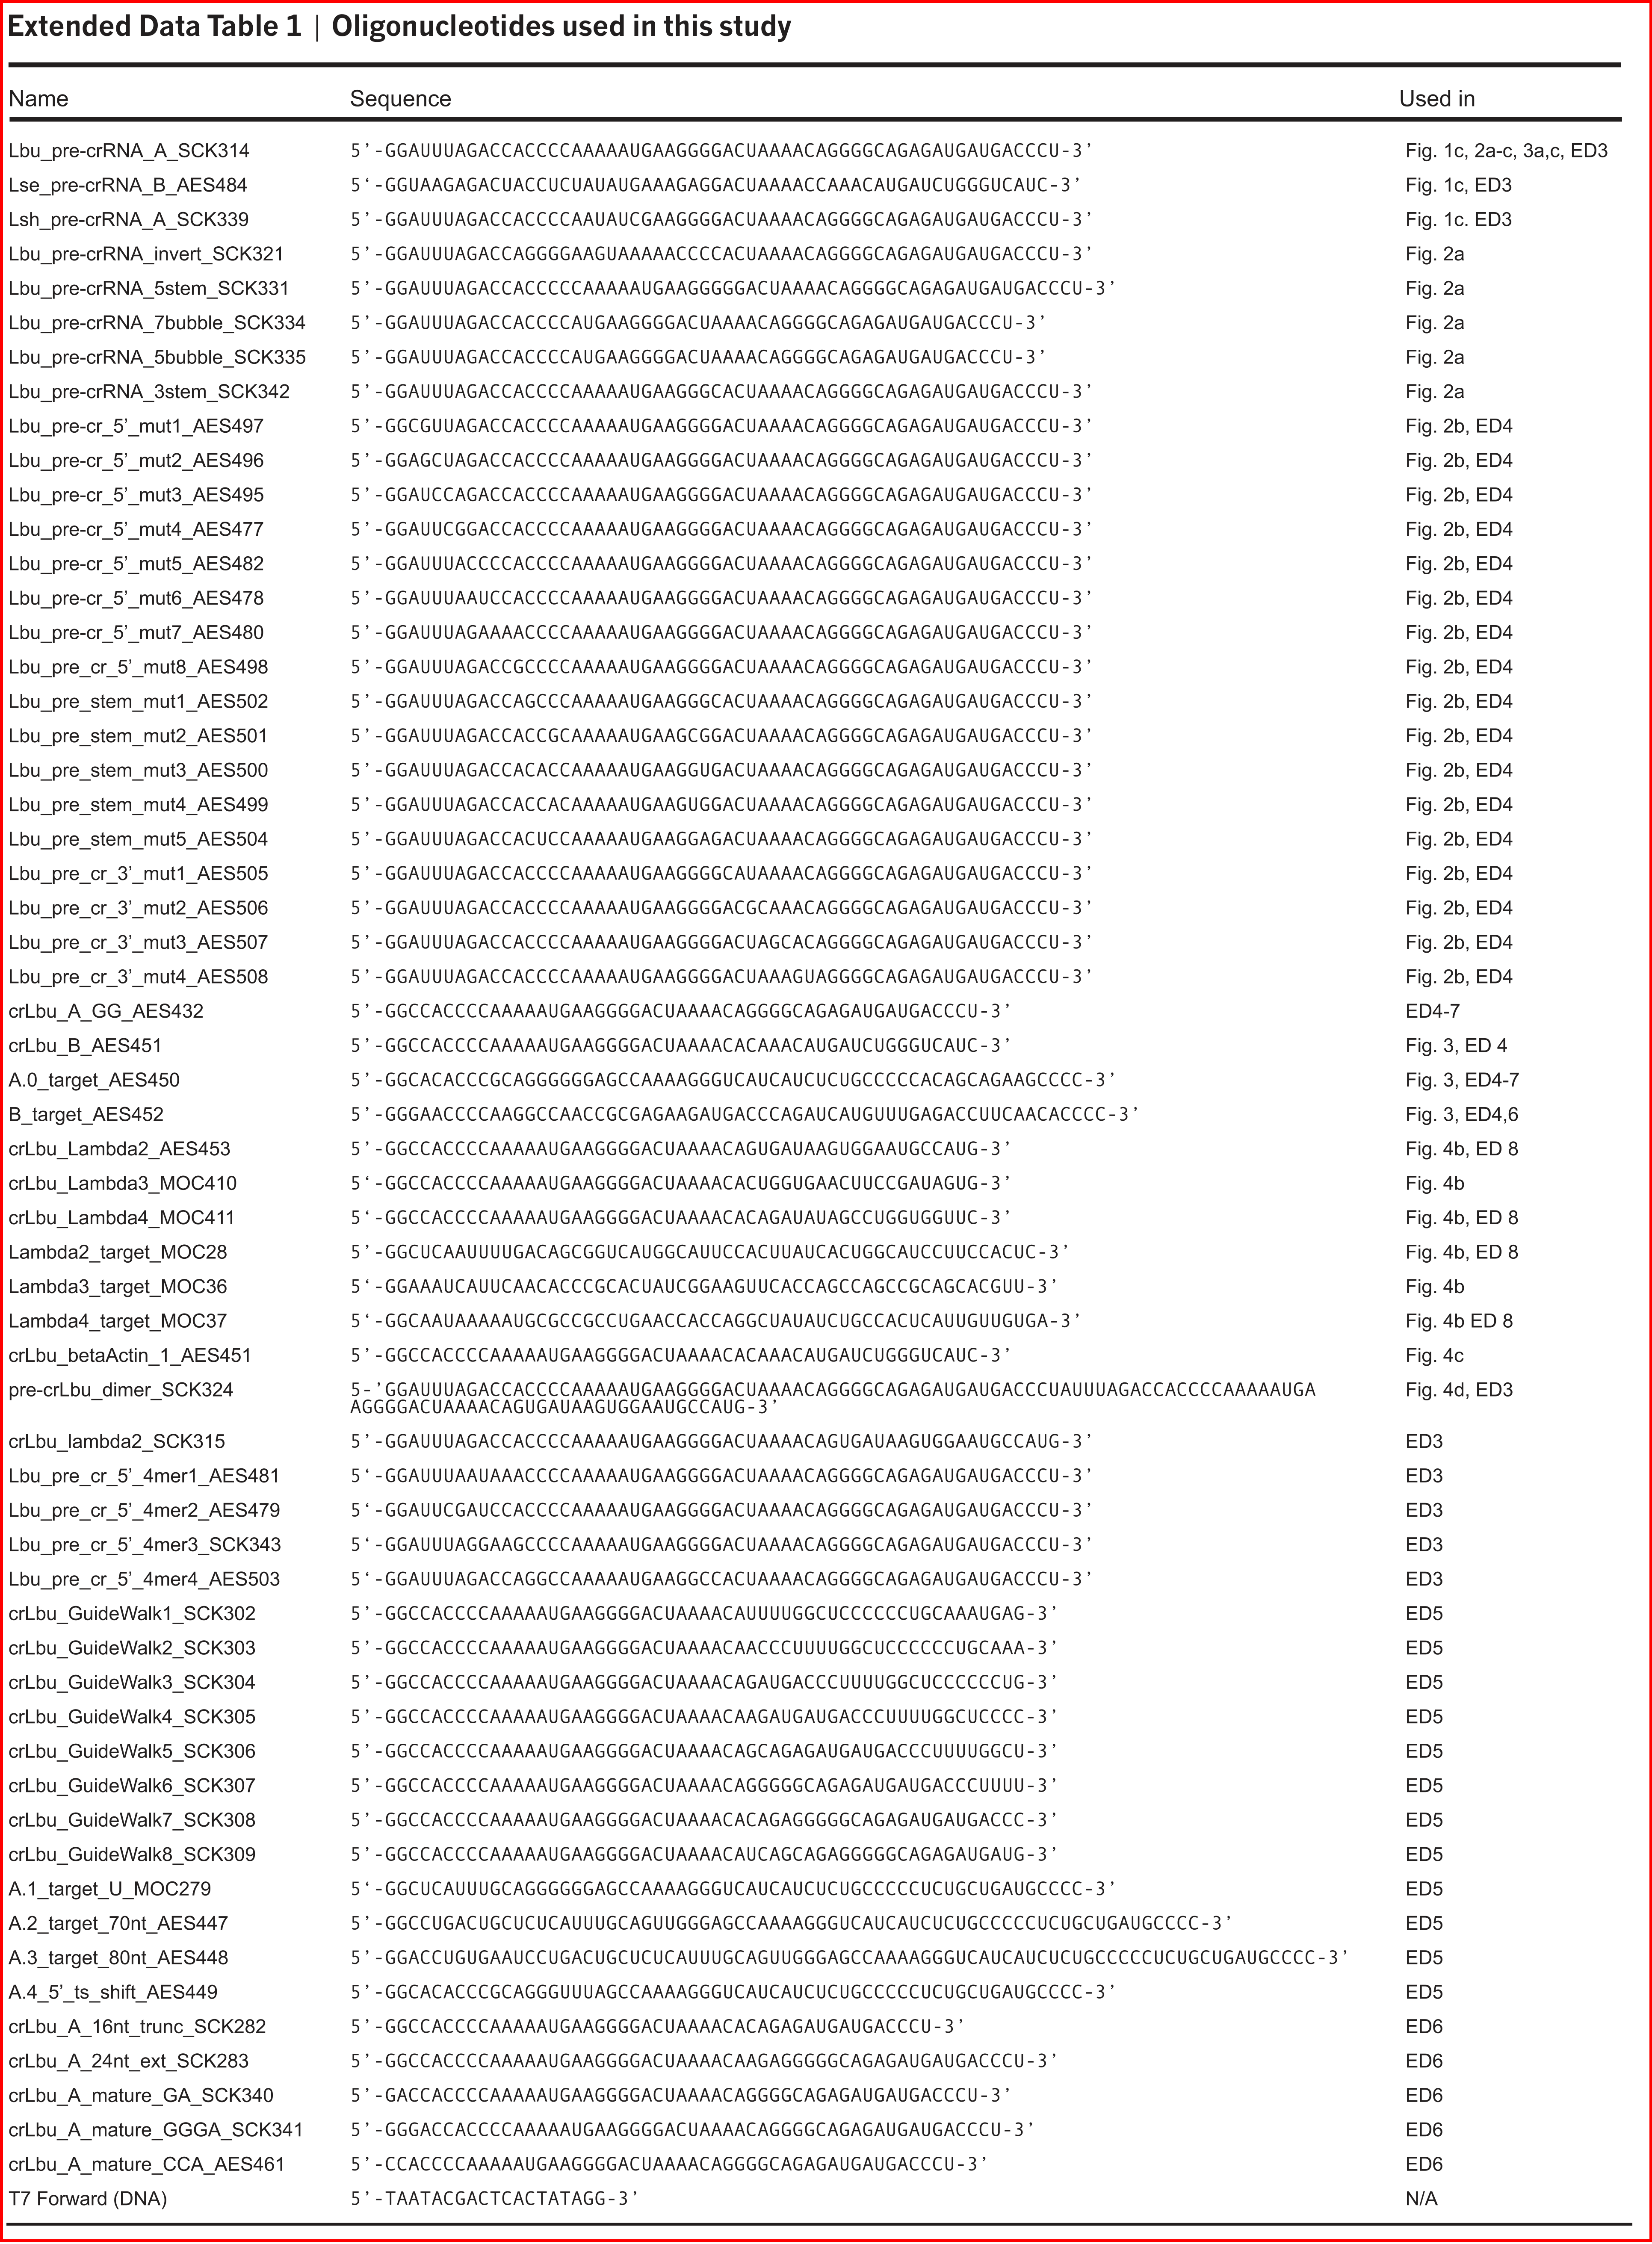 Extended Data Table 1 | Oligonucleotides used in this study
Name Sequence Used in
Lbu_pre-crRNA_A_SCK314 5’-GGAUUUAGACCACCCCAAAAAUGAAGGGGACUAAAACAGGGGCAGAGAUGAUGACCCU-3’ Fig. 1c, 2a-c, 3a,c, ED3
Lse_pre-crRNA_B_AES484 5‘-GGUAAGAGACUACCUCUAUAUGAAAGAGGACUAAAACCAAACAUGAUCUGGGUCAUC-3’ Fig. 1c, ED3
Lsh_pre-crRNA_A_SCK339 5’-GGAUUUAGACCACCCCAAUAUCGAAGGGGACUAAAACAGGGGCAGAGAUGAUGACCCU-3’ Fig. 1c. ED3
Lbu_pre-crRNA_invert_SCK321 5’-GGAUUUAGACCAGGGGAAGUAAAAACCCCACUAAAACAGGGGCAGAGAUGAUGACCCU-3’ Fig. 2a
Lbu_pre-crRNA_5stem_SCK331 5’-GGAUUUAGACCACCCCCAAAAAUGAAGGGGGACUAAAACAGGGGCAGAGAUGAUGACCCU-3’ Fig. 2a
Lbu_pre-crRNA_7bubble_SCK334 5’-GGAUUUAGACCACCCCAUGAAGGGGACUAAAACAGGGGCAGAGAUGAUGACCCU-3’ Fig. 2a
Lbu_pre-crRNA_5bubble_SCK335 5’-GGAUUUAGACCACCCCAUGAAGGGGACUAAAACAGGGGCAGAGAUGAUGACCCU-3’ Fig. 2a
Lbu_pre-crRNA_3stem_SCK342 5’-GGAUUUAGACCACCCCAAAAAUGAAGGGCACUAAAACAGGGGCAGAGAUGAUGACCCU-3’ Fig. 2a
Lbu_pre-cr_5’_mut1_AES497 5’-GGCGUUAGACCACCCCAAAAAUGAAGGGGACUAAAACAGGGGCAGAGAUGAUGACCCU-3’ Fig. 2b, ED4
Lbu_pre-cr_5’_mut2_AES496 5’-GGAGCUAGACCACCCCAAAAAUGAAGGGGACUAAAACAGGGGCAGAGAUGAUGACCCU-3’ Fig. 2b, ED4
Lbu_pre-cr_5’_mut3_AES495 5’-GGAUCCAGACCACCCCAAAAAUGAAGGGGACUAAAACAGGGGCAGAGAUGAUGACCCU-3’ Fig. 2b, ED4
Lbu_pre-cr_5’_mut4_AES477 5’-GGAUUCGGACCACCCCAAAAAUGAAGGGGACUAAAACAGGGGCAGAGAUGAUGACCCU-3’ Fig. 2b, ED4
Lbu_pre-cr_5’_mut5_AES482 5’-GGAUUUACCCCACCCCAAAAAUGAAGGGGACUAAAACAGGGGCAGAGAUGAUGACCCU-3’ Fig. 2b, ED4
Lbu_pre-cr_5’_mut6_AES478 5’-GGAUUUAAUCCACCCCAAAAAUGAAGGGGACUAAAACAGGGGCAGAGAUGAUGACCCU-3’ Fig. 2b, ED4
Lbu_pre-cr_5’_mut7_AES480 5’-GGAUUUAGAAAACCCCAAAAAUGAAGGGGACUAAAACAGGGGCAGAGAUGAUGACCCU-3’ Fig. 2b, ED4
Lbu_pre_cr_5’_mut8_AES498 5’-GGAUUUAGACCGCCCCAAAAAUGAAGGGGACUAAAACAGGGGCAGAGAUGAUGACCCU-3’ Fig. 2b, ED4
Lbu_pre_stem_mut1_AES502 5’-GGAUUUAGACCAGCCCAAAAAUGAAGGGCACUAAAACAGGGGCAGAGAUGAUGACCCU-3’ Fig. 2b, ED4
Lbu_pre_stem_mut2_AES501 5’-GGAUUUAGACCACCGCAAAAAUGAAGCGGACUAAAACAGGGGCAGAGAUGAUGACCCU-3’ Fig. 2b, ED4
Lbu_pre_stem_mut3_AES500 5’-GGAUUUAGACCACACCAAAAAUGAAGGUGACUAAAACAGGGGCAGAGAUGAUGACCCU-3’ Fig. 2b, ED4
Lbu_pre_stem_mut4_AES499 5’-GGAUUUAGACCACCACAAAAAUGAAGUGGACUAAAACAGGGGCAGAGAUGAUGACCCU-3’ Fig. 2b, ED4
Lbu_pre_stem_mut5_AES504 5’-GGAUUUAGACCACUCCAAAAAUGAAGGAGACUAAAACAGGGGCAGAGAUGAUGACCCU-3’ Fig. 2b, ED4
Lbu_pre_cr_3’_mut1_AES505 5’-GGAUUUAGACCACCCCAAAAAUGAAGGGGCAUAAAACAGGGGCAGAGAUGAUGACCCU-3’ Fig. 2b, ED4
Lbu_pre_cr_3’_mut2_AES506 5’-GGAUUUAGACCACCCCAAAAAUGAAGGGGACGCAAACAGGGGCAGAGAUGAUGACCCU-3’ Fig. 2b, ED4
Lbu_pre_cr_3’_mut3_AES507 5’-GGAUUUAGACCACCCCAAAAAUGAAGGGGACUAGCACAGGGGCAGAGAUGAUGACCCU-3’ Fig. 2b, ED4
Lbu_pre_cr_3’_mut4_AES508 5’-GGAUUUAGACCACCCCAAAAAUGAAGGGGACUAAAGUAGGGGCAGAGAUGAUGACCCU-3’ Fig. 2b, ED4
crLbu_A_GG_AES432 5’-GGCCACCCCAAAAAUGAAGGGGACUAAAACAGGGGCAGAGAUGAUGACCCU-3’ ED4-7
crLbu_B_AES451 5’-GGCCACCCCAAAAAUGAAGGGGACUAAAACACAAACAUGAUCUGGGUCAUC-3’ Fig. 3, ED 4
A.0_target_AES450 5’-GGCACACCCGCAGGGGGGAGCCAAAAGGGUCAUCAUCUCUGCCCCCACAGCAGAAGCCCC-3’ Fig. 3, ED4-7
B_target_AES452 5’-GGGAACCCCAAGGCCAACCGCGAGAAGAUGACCCAGAUCAUGUUUGAGACCUUCAACACCCC-3’ Fig. 3, ED4,6
crLbu_Lambda2_AES453 5’-GGCCACCCCAAAAAUGAAGGGGACUAAAACAGUGAUAAGUGGAAUGCCAUG-3’ Fig. 4b, ED 8
crLbu_Lambda3_MOC410 5‘-GGCCACCCCAAAAAUGAAGGGGACUAAAACACUGGUGAACUUCCGAUAGUG-3’ Fig. 4b
crLbu_Lambda4_MOC411 5‘-GGCCACCCCAAAAAUGAAGGGGACUAAAACACAGAUAUAGCCUGGUGGUUC-3’ Fig. 4b, ED 8
Lambda2_target_MOC28 5’-GGCUCAAUUUUGACAGCGGUCAUGGCAUUCCACUUAUCACUGGCAUCCUUCCACUC-3’ Fig. 4b, ED 8
Lambda3_target_MOC36 5‘-GGAAAUCAUUCAACACCCGCACUAUCGGAAGUUCACCAGCCAGCCGCAGCACGUU-3’ Fig. 4b
Lambda4_target_MOC37 5‘-GGCAAUAAAAAUGCGCCGCCUGAACCACCAGGCUAUAUCUGCCACUCAUUGUUGUGA-3’ Fig. 4b ED 8
crLbu_betaActin_1_AES451 5’-GGCCACCCCAAAAAUGAAGGGGACUAAAACACAAACAUGAUCUGGGUCAUC-3’ Fig. 4c
pre-crLbu_dimer_SCK324 5-’GGAUUUAGACCACCCCAAAAAUGAAGGGGACUAAAACAGGGGCAGAGAUGAUGACCCUAUUUAGACCACCCCAAAAAUGA Fig. 4d, ED3
AGGGGACUAAAACAGUGAUAAGUGGAAUGCCAUG-3’
crLbu_lambda2_SCK315 5’-GGAUUUAGACCACCCCAAAAAUGAAGGGGACUAAAACAGUGAUAAGUGGAAUGCCAUG-3’ ED3
Lbu_pre_cr_5’_4mer1_AES481 5‘-GGAUUUAAUAAACCCCAAAAAUGAAGGGGACUAAAACAGGGGCAGAGAUGAUGACCCU-3’ ED3
Lbu_pre_cr_5’_4mer2_AES479 5‘-GGAUUCGAUCCACCCCAAAAAUGAAGGGGACUAAAACAGGGGCAGAGAUGAUGACCCU-3’ ED3
Lbu_pre_cr_5’_4mer3_SCK343 5‘-GGAUUUAGGAAGCCCCAAAAAUGAAGGGGACUAAAACAGGGGCAGAGAUGAUGACCCU-3’ ED3
Lbu_pre_cr_5’_4mer4_AES503 5‘-GGAUUUAGACCAGGCCAAAAAUGAAGGCCACUAAAACAGGGGCAGAGAUGAUGACCCU-3’ ED3
crLbu_GuideWalk1_SCK302 5’-GGCCACCCCAAAAAUGAAGGGGACUAAAACAUUUUGGCUCCCCCCUGCAAAUGAG-3’ ED5
crLbu_GuideWalk2_SCK303 5’-GGCCACCCCAAAAAUGAAGGGGACUAAAACAACCCUUUUGGCUCCCCCCUGCAAA-3’ ED5
crLbu_GuideWalk3_SCK304 5’-GGCCACCCCAAAAAUGAAGGGGACUAAAACAGAUGACCCUUUUGGCUCCCCCCUG-3’ ED5
crLbu_GuideWalk4_SCK305 5’-GGCCACCCCAAAAAUGAAGGGGACUAAAACAAGAUGAUGACCCUUUUGGCUCCCC-3’ ED5
crLbu_GuideWalk5_SCK306 5’-GGCCACCCCAAAAAUGAAGGGGACUAAAACAGCAGAGAUGAUGACCCUUUUGGCU-3’ ED5
crLbu_GuideWalk6_SCK307 5’-GGCCACCCCAAAAAUGAAGGGGACUAAAACAGGGGGCAGAGAUGAUGACCCUUUU-3’ ED5
crLbu_GuideWalk7_SCK308 5’-GGCCACCCCAAAAAUGAAGGGGACUAAAACACAGAGGGGGCAGAGAUGAUGACCC-3’ ED5
crLbu_GuideWalk8_SCK309 5’-GGCCACCCCAAAAAUGAAGGGGACUAAAACAUCAGCAGAGGGGGCAGAGAUGAUG-3’ ED5
A.1_target_U_MOC279 5‘-GGCUCAUUUGCAGGGGGGAGCCAAAAGGGUCAUCAUCUCUGCCCCCUCUGCUGAUGCCCC-3’ ED5
A.2_target_70nt_AES447 5’-GGCCUGACUGCUCUCAUUUGCAGUUGGGAGCCAAAAGGGUCAUCAUCUCUGCCCCCUCUGCUGAUGCCCC-3’ ED5
A.3_target_80nt_AES448 5’-GGACCUGUGAAUCCUGACUGCUCUCAUUUGCAGUUGGGAGCCAAAAGGGUCAUCAUCUCUGCCCCCUCUGCUGAUGCCCC-3’ ED5
A.4_5’_ts_shift_AES449 5’-GGCACACCCGCAGGGUUUAGCCAAAAGGGUCAUCAUCUCUGCCCCCUCUGCUGAUGCCCC-3’ ED5
crLbu_A_16nt_trunc_SCK282 5’-GGCCACCCCAAAAAUGAAGGGGACUAAAACACAGAGAUGAUGACCCU-3’ ED6
crLbu_A_24nt_ext_SCK283 5’-GGCCACCCCAAAAAUGAAGGGGACUAAAACAAGAGGGGGCAGAGAUGAUGACCCU-3’ ED6
crLbu_A_mature_GA_SCK340 5’-GACCACCCCAAAAAUGAAGGGGACUAAAACAGGGGCAGAGAUGAUGACCCU-3’ ED6
crLbu_A_mature_GGGA_SCK341 5’-GGGACCACCCCAAAAAUGAAGGGGACUAAAACAGGGGCAGAGAUGAUGACCCU-3’ ED6
crLbu_A_mature_CCA_AES461 5’-CCACCCCAAAAAUGAAGGGGACUAAAACAGGGGCAGAGAUGAUGACCCU-3’ ED6
T7 Forward (DNA) 5’-TAATACGACTCACTATAGG-3’ N/A